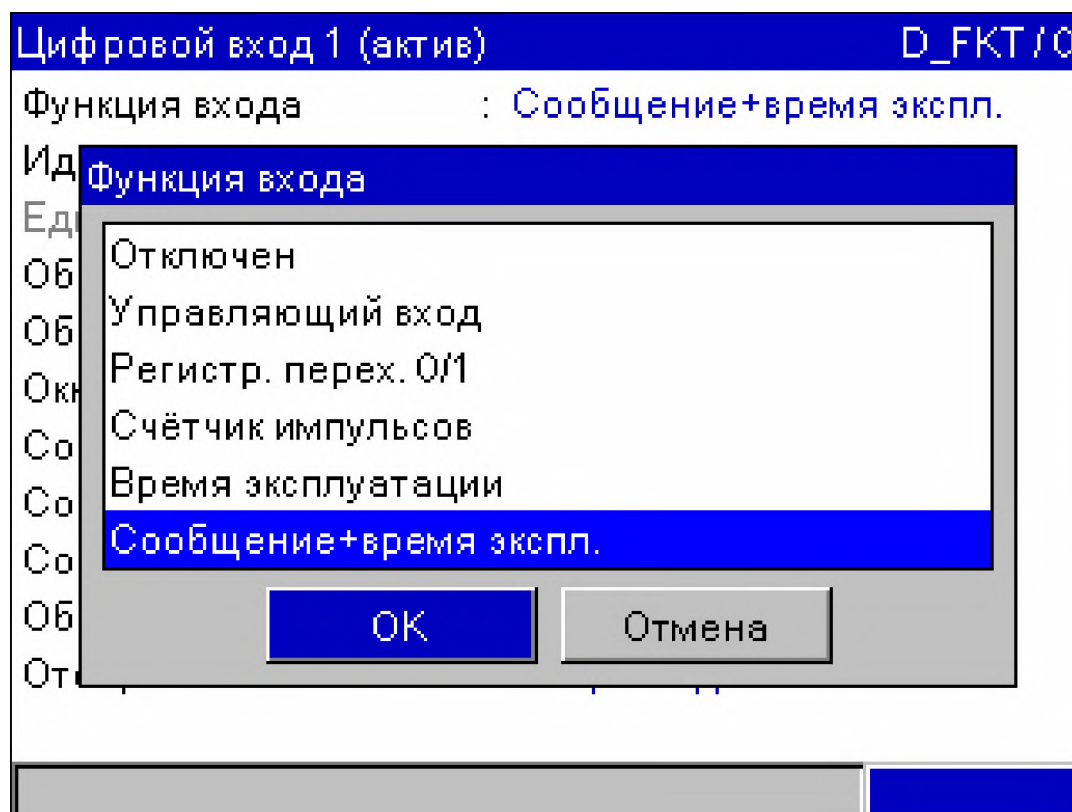 Цифровой вход 1 (актив) D_FKT / 0
Функция входа : Сообщение+время экспл.
Функция входа
Отключен
Управляющий вход
Регистр. перех. 0/1
Счётчик импульсов
Время эксплуатации
Сообщение+время экспл.
OK Отмена